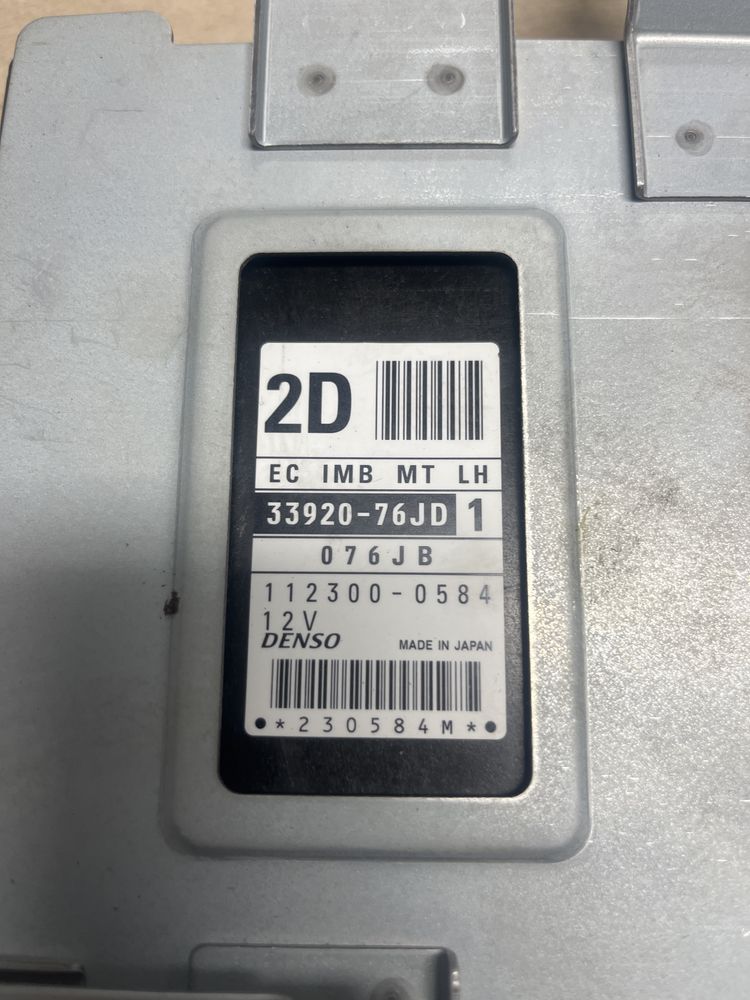 2D
EC IMB MT LH
33920-76JD 1
076JB
112300-0584
12V
DENSO MADE IN JAPAN
*230584M*